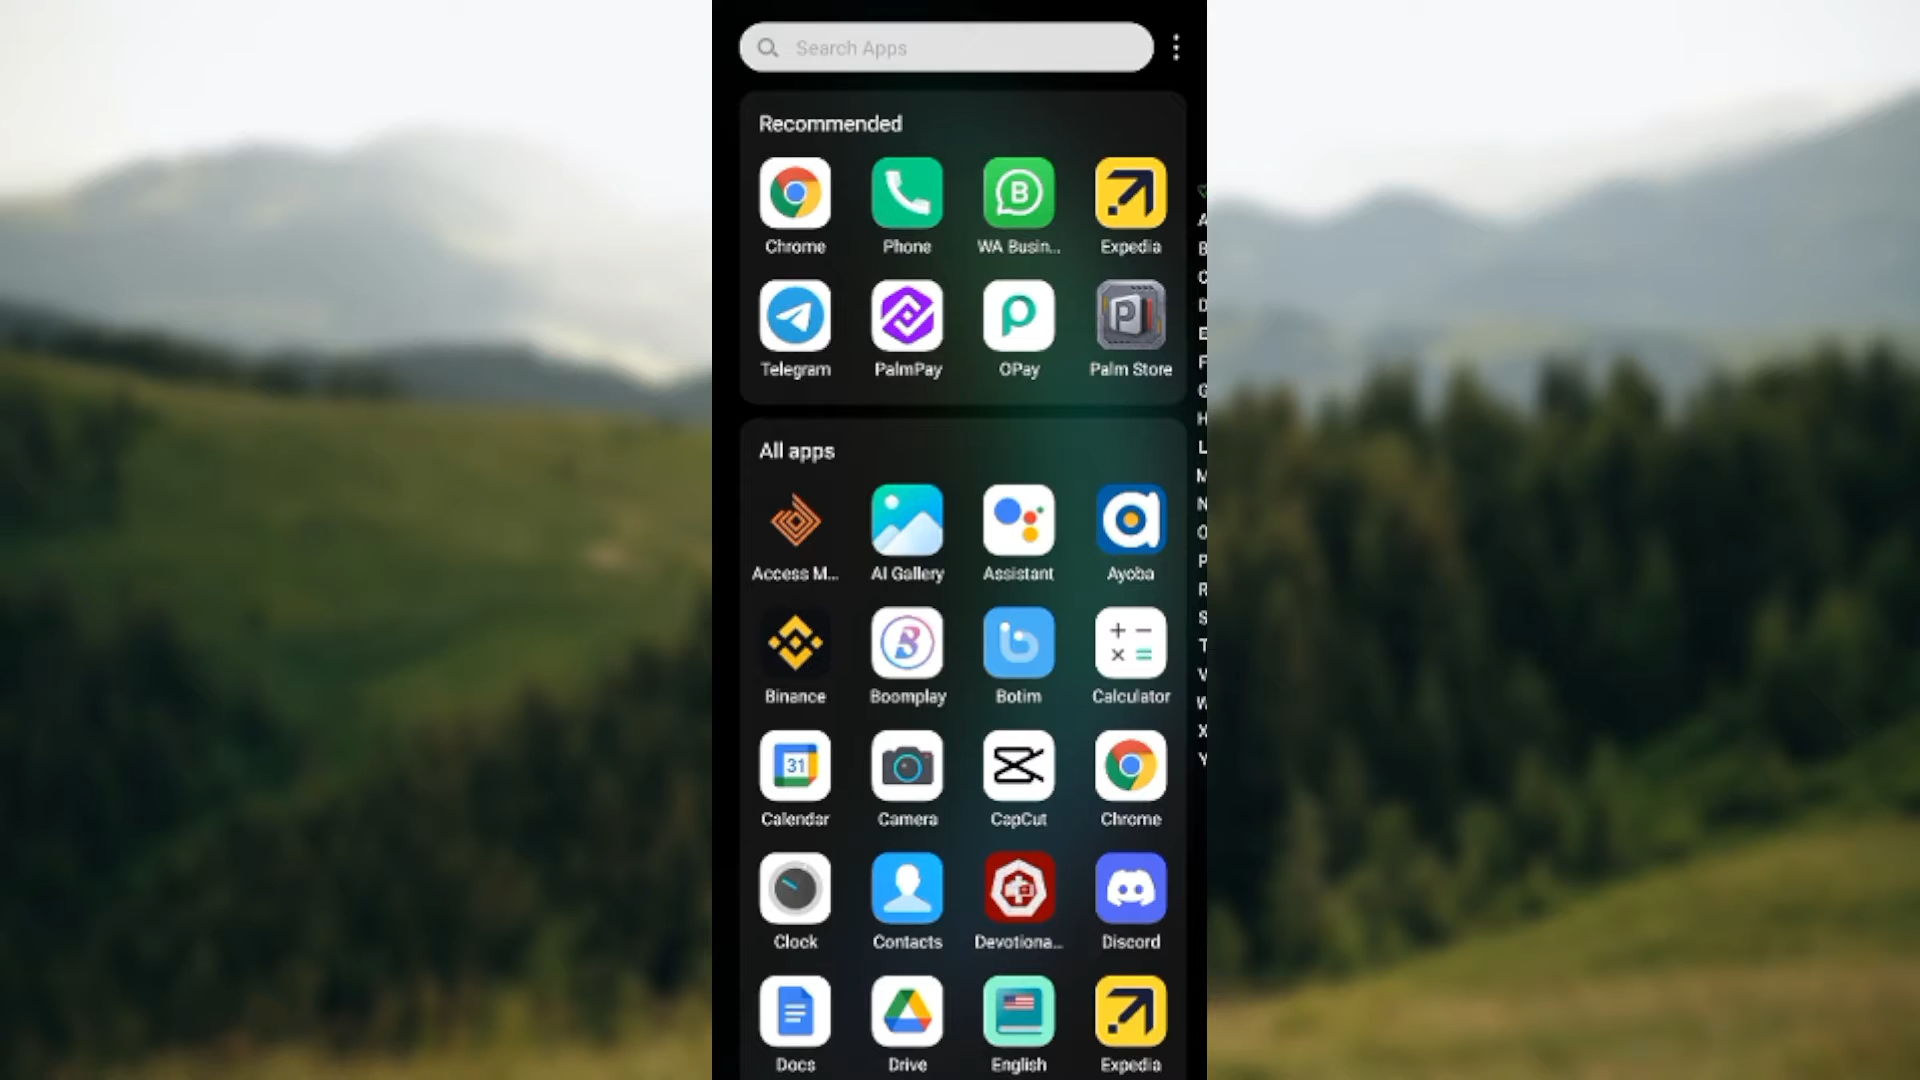 Search Apps
Recommended
Chrome Phone WA Busin... Expedia
Telegram PalmPay OPay Palm Store
All apps
Access M... AI Gallery Assistant Ayoba
Binance Boomplay Botim Calculator
31
Calendar Camera CapCut Chrome
Clock Contacts Devotiona... Discord
Docs Drive English Expedia
A
B
C
D
E
F
G
H
L
M
N
O
P
R
S
T
V
W
X
Y